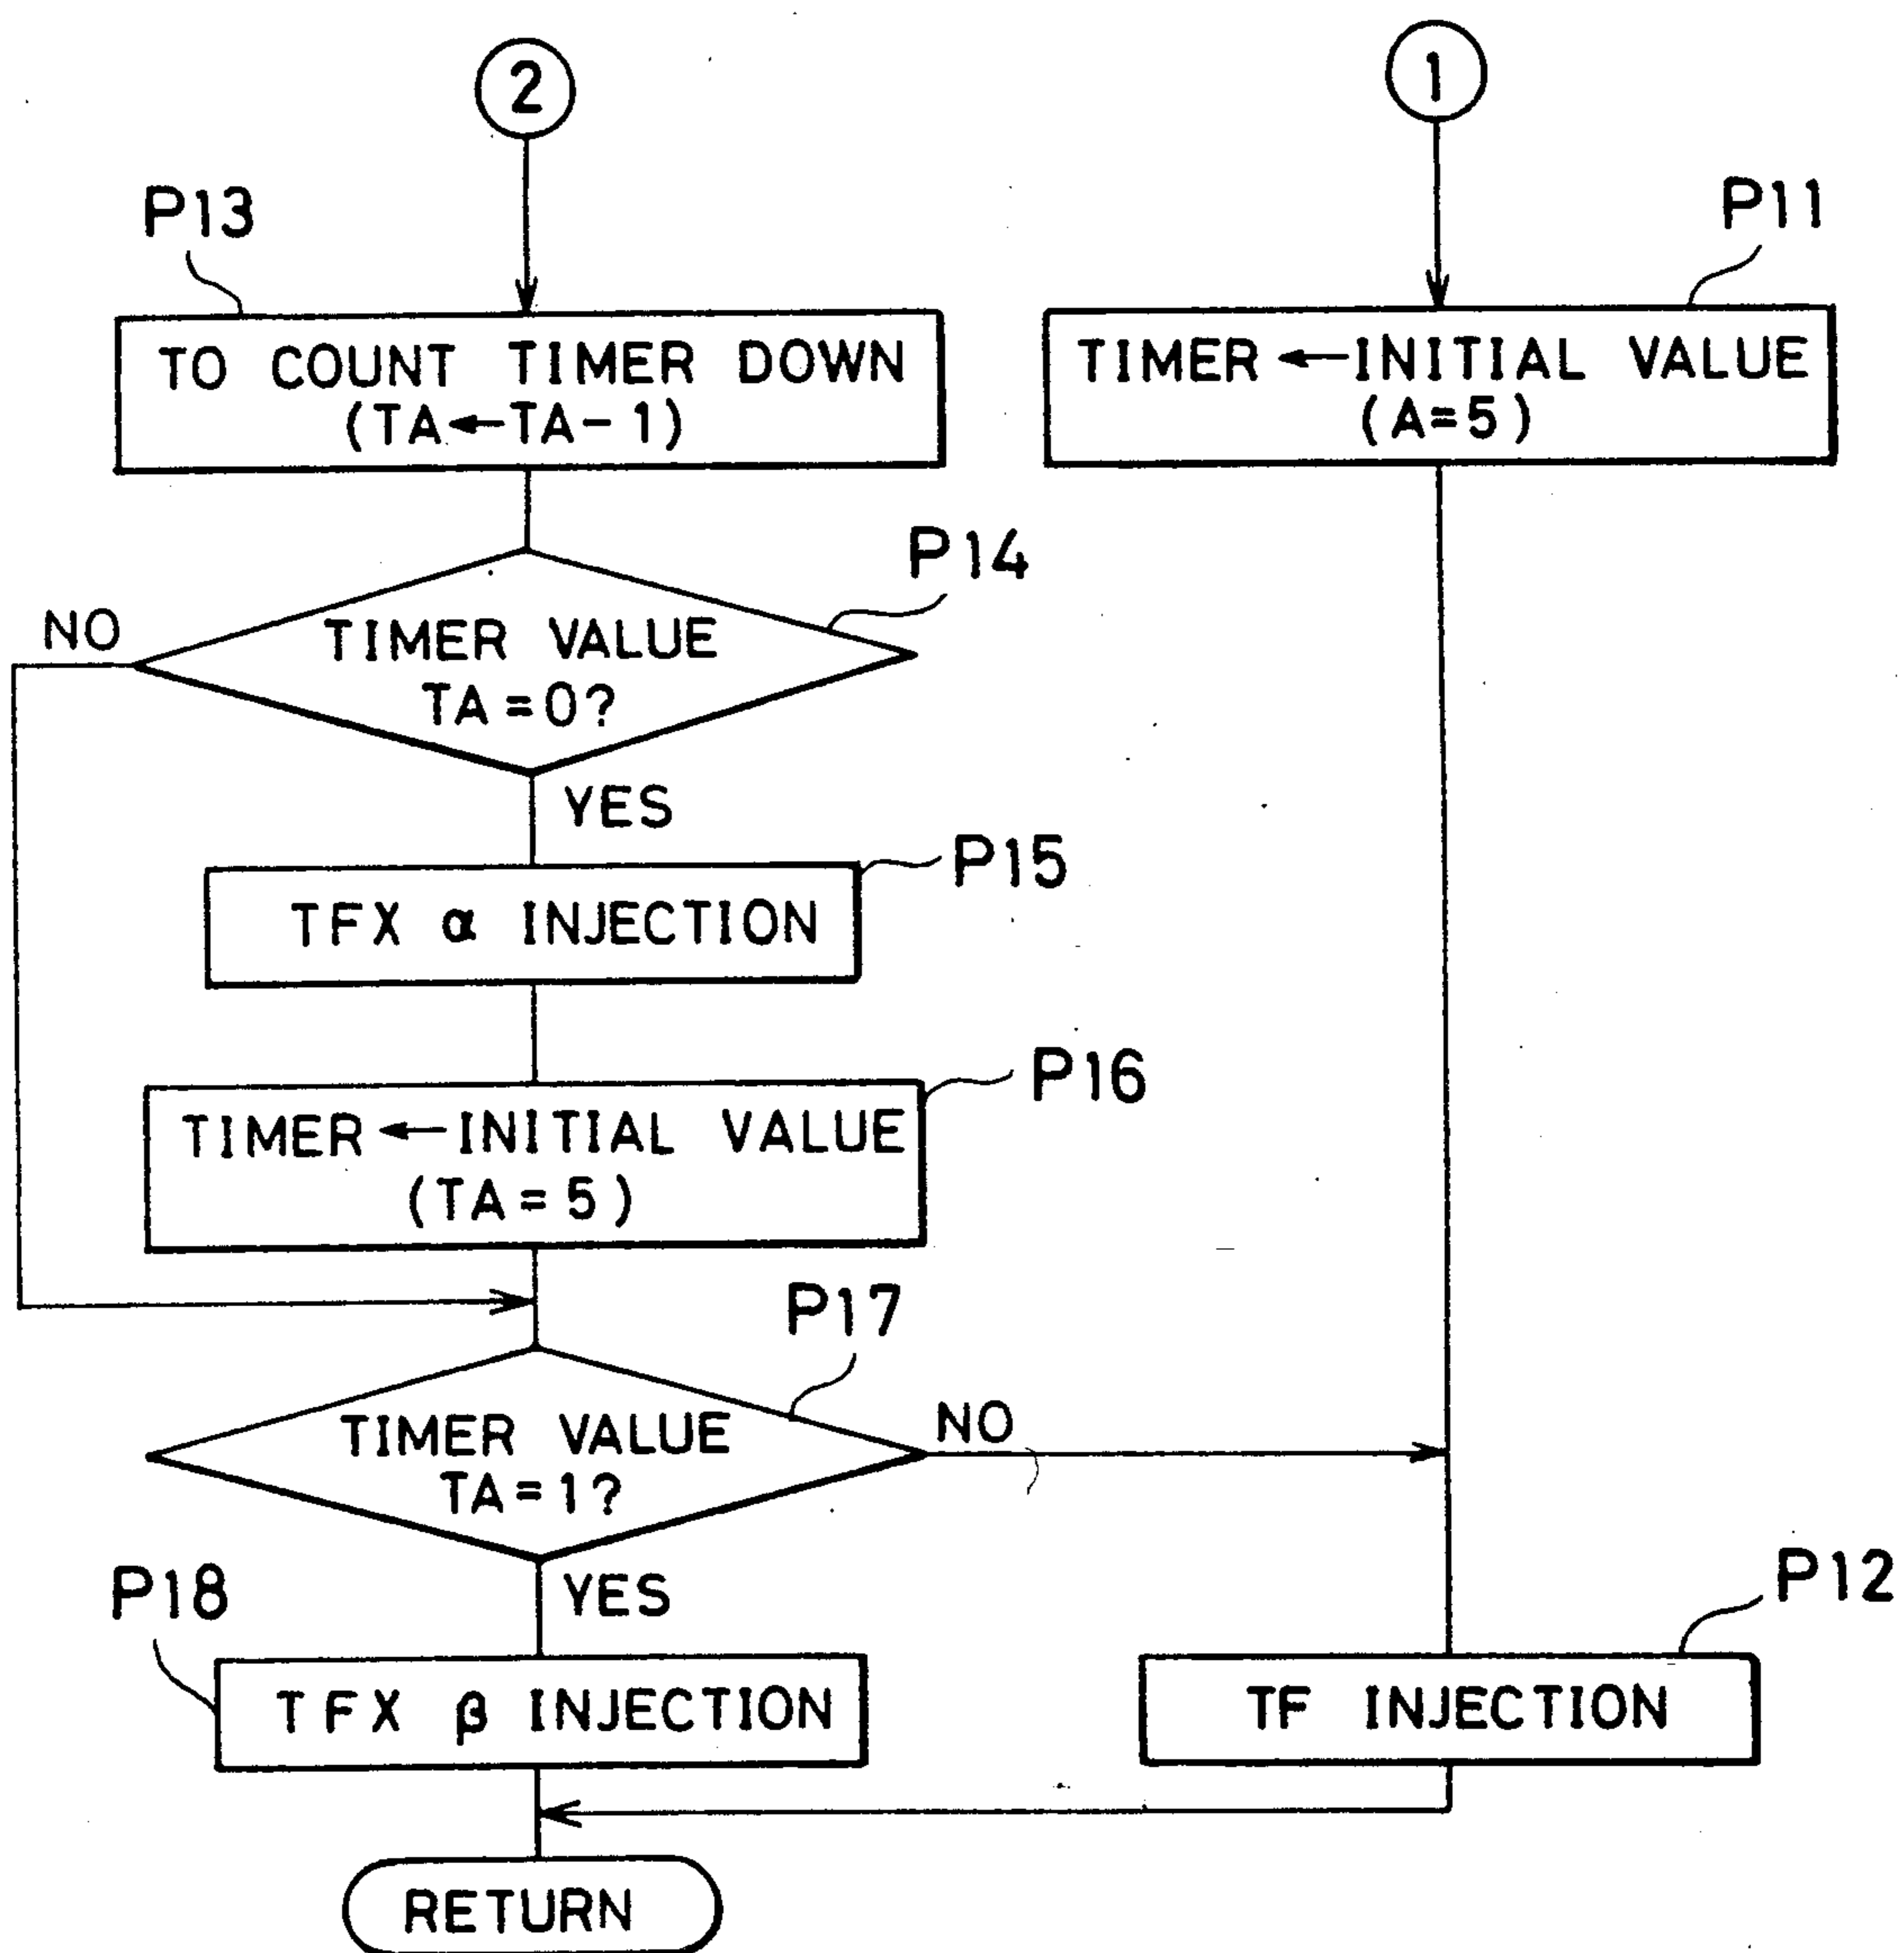 2
1
P13
P11
TO COUNT TIMER DOWN
(TA←TA-1)
TIMER←INITIAL VALUE
(A=5)
P14
NO
TIMER VALUE
TA=0?
YES
P15
TFX α INJECTION
P16
TIMER←INITIAL VALUE
(TA=5)
P17
TIMER VALUE
TA=1?
NO
P18
YES
P12
TFX β INJECTION
TF INJECTION
RETURN